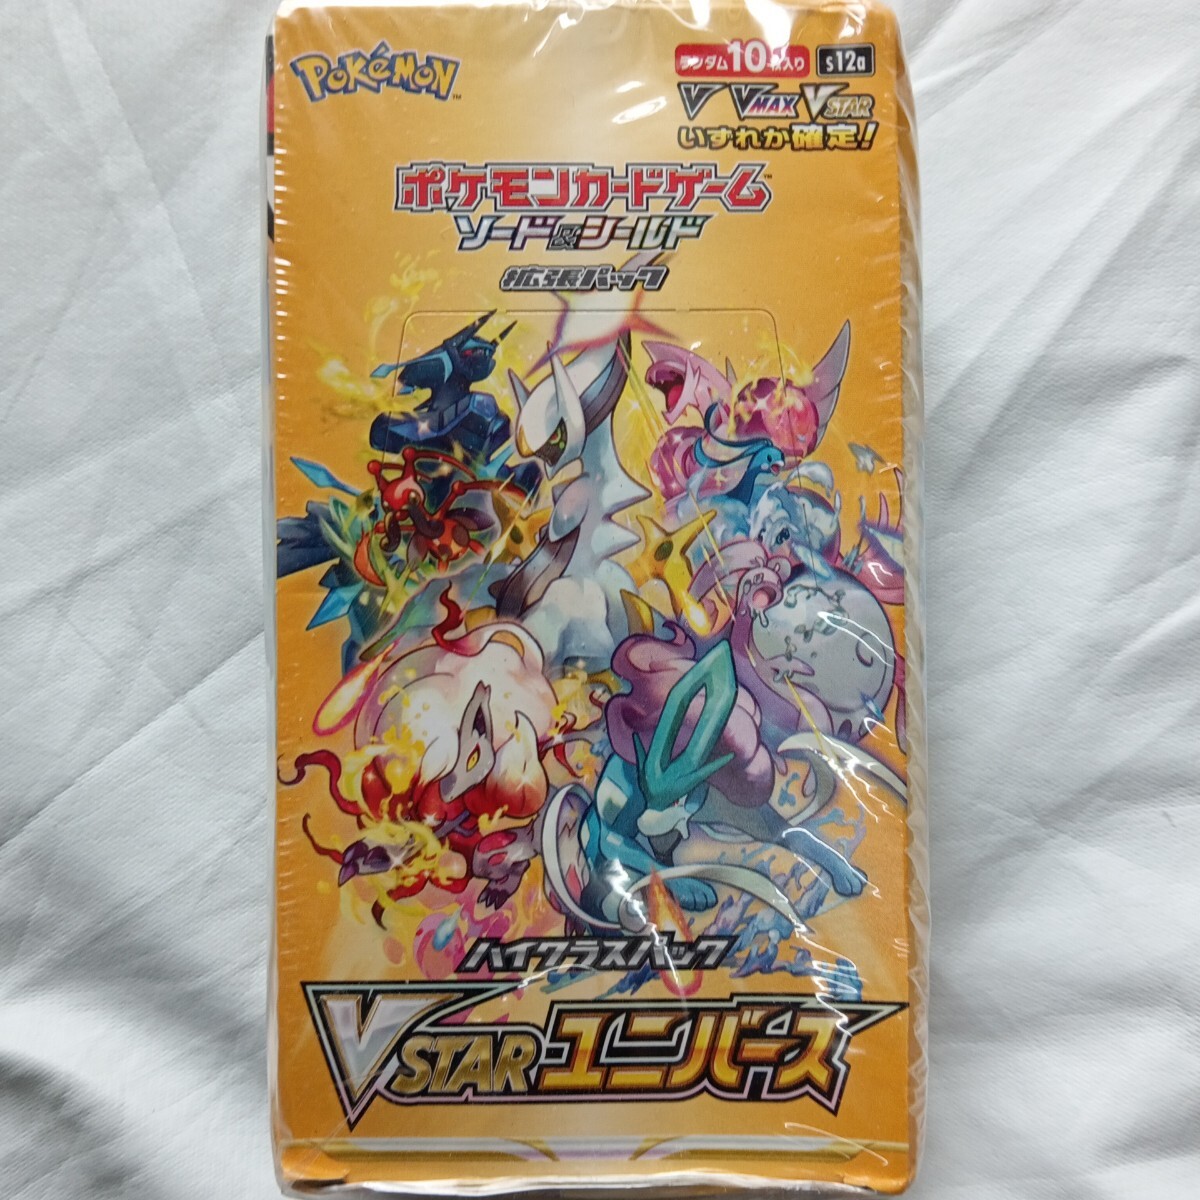 POKéMON™
ランダム10枚入り s12a
V VMAX VSTAR
いずれか確定!
ポケモンカードゲーム™
ソード&シールド
拡張パック
ハイクラスパック
VSTARユニバース